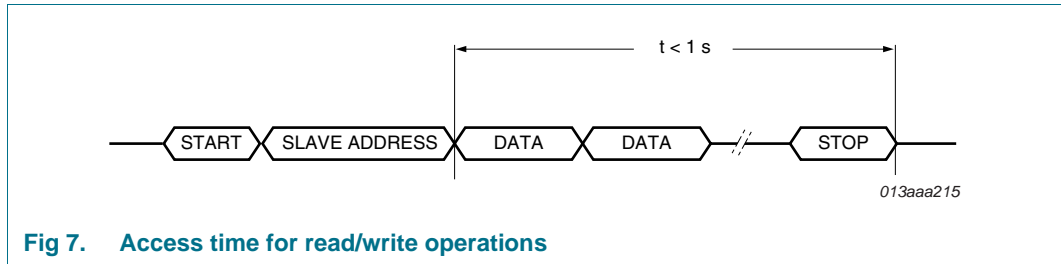 t < 1 s
START SLAVE ADDRESS DATA DATA STOP
013aaa215
Fig 7. Access time for read/write operations